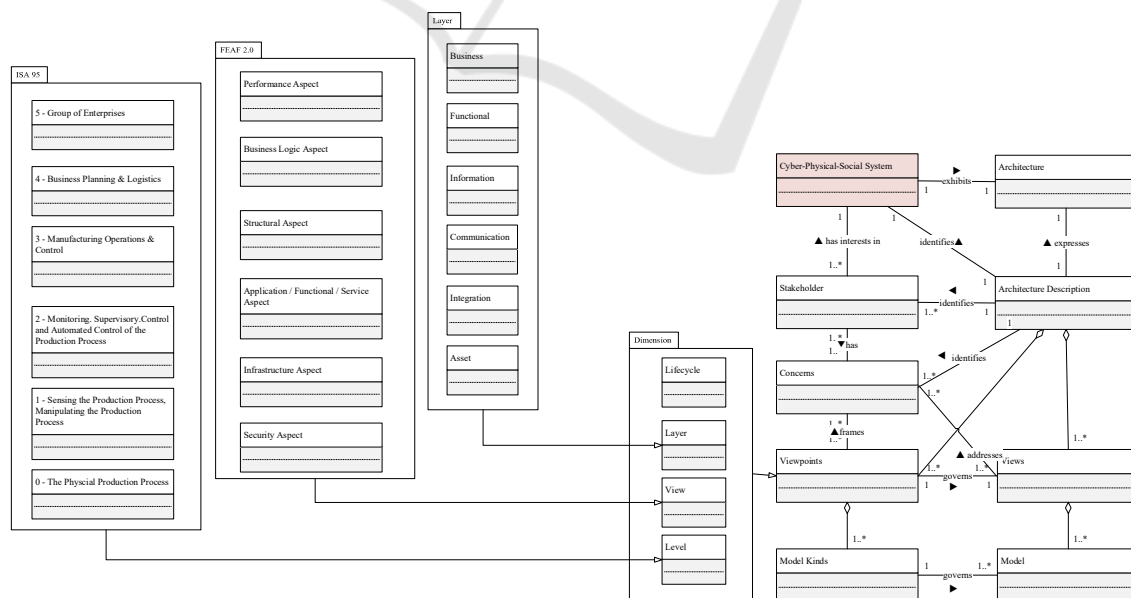 ISA 95
5 - Group of Enterprises
4 - Business Planning & Logistics
3 - Manufacturing Operations &
Control
2 - Monitoring. Supervisory.Control
and Automated Control of the
Production Process
1 - Sensing the Production Process,
Manipulating the Production
Process
0 - The Physcial Production Process
FEAF 2.0
Performance Aspect
Business Logic Aspect
Structural Aspect
Application / Functional / Service
Aspect
Infrastructure Aspect
Security Aspect
Layer
Business
Functional
Information
Communication
Integration
Asset
Dimension
Lifecycle
Layer
View
Level
Cyber-Physical-Social System
1
exhibits
1
Architecture
1
▲ has interests in
1..*
1
identifies▲
1
1
▲ expresses
1
Stakeholder
1..*
◄
identifies
1
Architecture Description
1
1..*
▼has
1..
◄ identifies
1..*
Concerns
1..*
1..*
▲frames
1..
▲ addresses
1..*
1..*
Viewpoints
1..*
1
governs
►
1..*
1
Views
1..*
1..*
Model Kinds
1
governs
►
1..*
Model